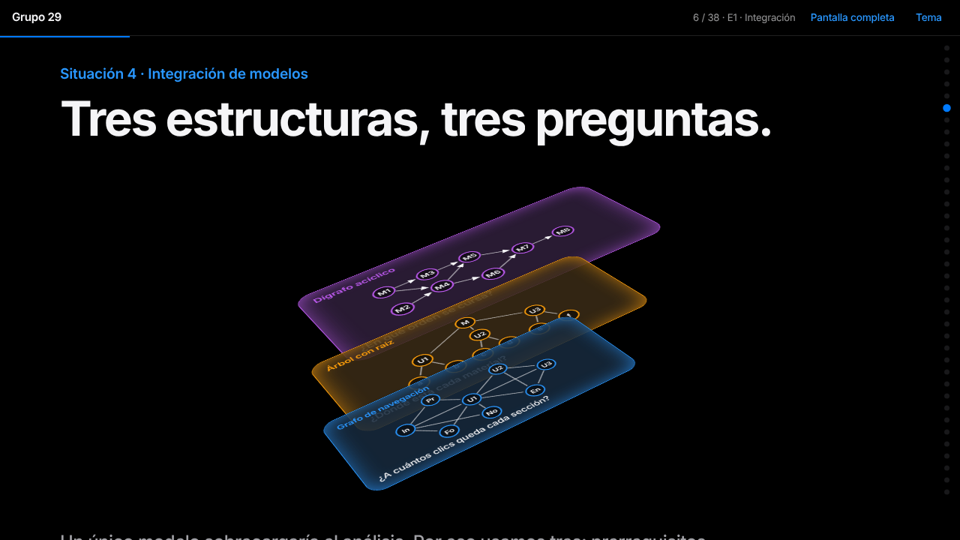 Grupo 29
6 / 38 · E1 · Integración
Pantalla completa
Tema
Situación 4 · Integración de modelos
Tres estructuras, tres preguntas.
Dígrafo acíclico
M1
M2
M3
M4
M5
M6
M7
M8
Árbol con raíz
M
U1
U2
U3
Grafo de navegación
In
Pr
Fo
U1
No
U2
En
U3
¿A cuántos clics queda cada sección?